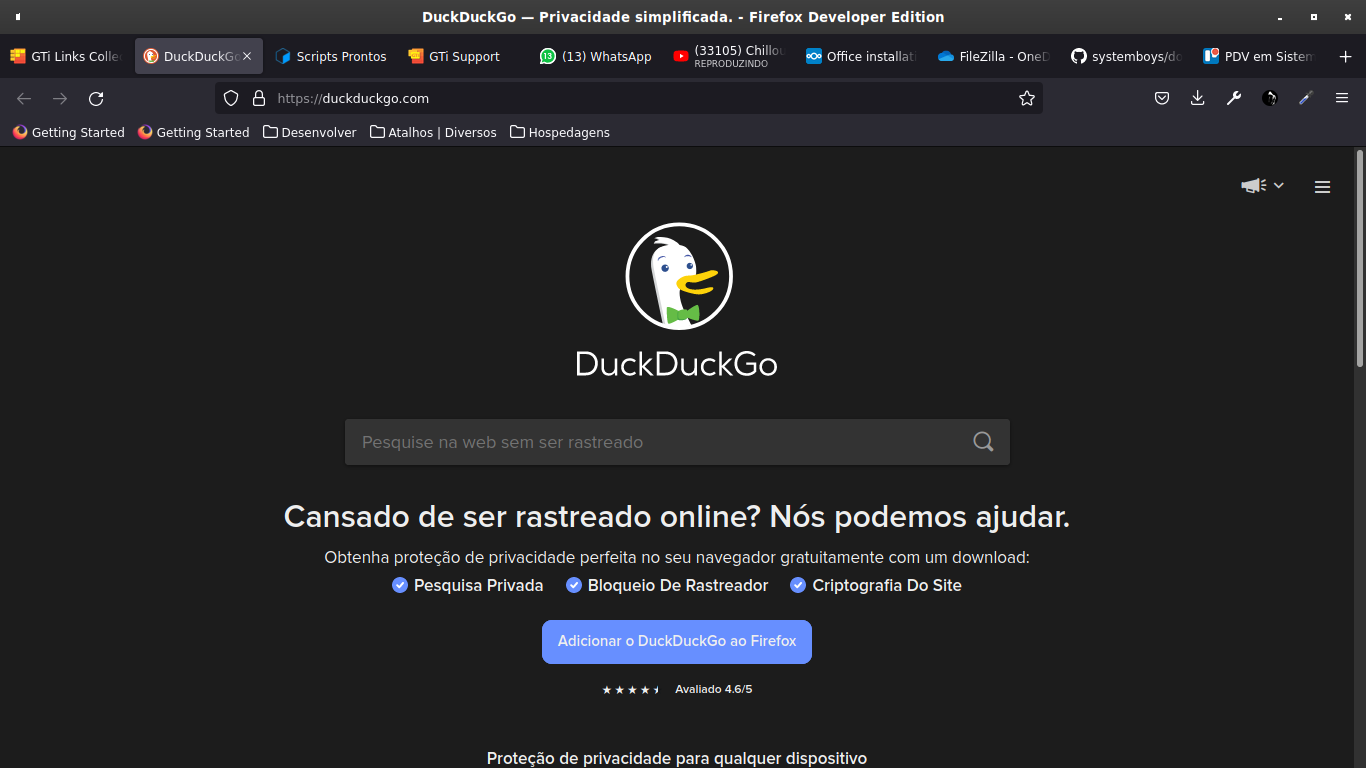 DuckDuckGo — Privacidade simplificada. - Firefox Developer Edition
GTi Links Collec
DuckDuckGo
Scripts Prontos
GTi Support
13
(13) WhatsApp
(33105) Chillou
REPRODUZINDO
Office installati
FileZilla - OneD
systemboys/do
PDV em Sistem
https://duckduckgo.com
Getting Started
Getting Started
Desenvolver
Atalhos | Diversos
Hospedagens
DuckDuckGo
Pesquise na web sem ser rastreado
Cansado de ser rastreado online? Nós podemos ajudar.
Obtenha proteção de privacidade perfeita no seu navegador gratuitamente com um download:
Pesquisa Privada
Bloqueio De Rastreador
Criptografia Do Site
Adicionar o DuckDuckGo ao Firefox
Avaliado 4.6/5
Proteção de privacidade para qualquer dispositivo